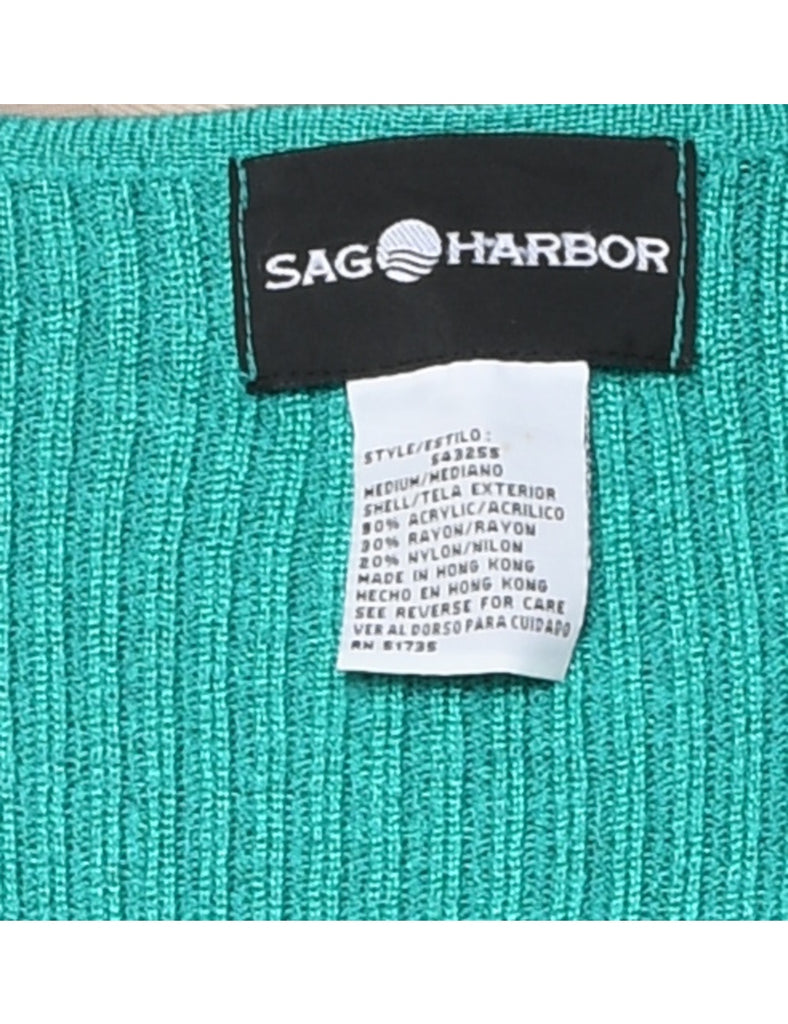 SAG HARBOR
STYLE/ESTILO:
MEDIUM/MEDIANO
SHELL/TELA EXTERIOR
50% ACRYLIC/ACRILICO
30% RAYON/RAYON
20% NYLON/NILON
MADE IN HONG KONG
HECHO EN HONG KONG
SEE REVERSE FOR CARE
VER AL DORSO PARA CUIDADO
RN 51735